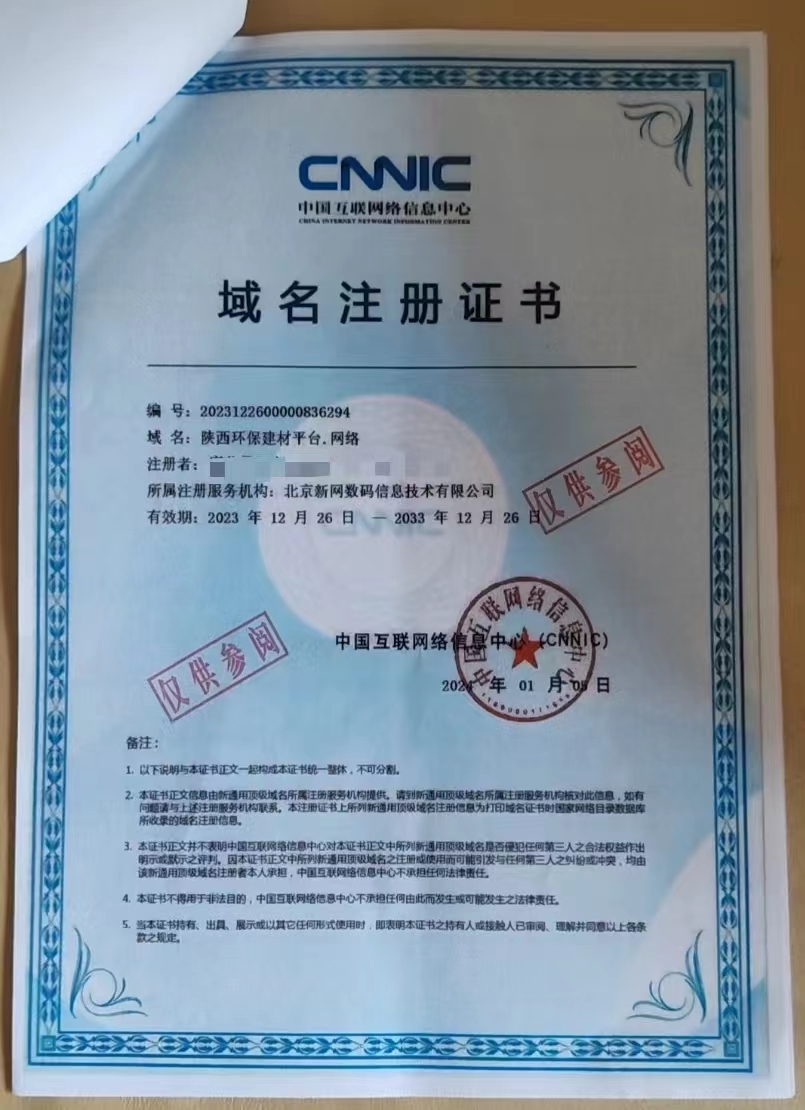 CNNIC
中国互联网络信息中心
CHINA INTERNET NETWORK INFORMATION CENTER
域名注册证书
编 号：2023122600000836294
域 名：陕西环保建材平台.网络
注册者：
所属注册服务机构：北京新网数码信息技术有限公司
有效期：2023 年 12 月 26 日 — 2033 年 12 月 26 日
仅供参阅
CNNIC
中国互联网络信息中心（CNNIC）
中国互联网络信息中心
2024 年 01 月 05 日
仅供参阅
备注：
1. 以下说明与本证书正文一起构成本证书统一整体，不可分割。
2. 本证书正文信息由新通用顶级域名所属注册服务机构提供。请到新通用顶级域名所属注册服务机构核对此信息，如有
问题请与上述注册服务机构联系。本注册证书上所列新通用顶级域名注册信息为打印域名证书时国家网络目录数据库
所收录的域名注册信息。
3. 本证书正文并不表明中国互联网络信息中心对本证书正文中所列新通用顶级域名是否侵犯任何第三人之合法权益作出
明示或默示之评判。因本证书正文中所列新通用顶级域名之注册或使用而可能引发与任何第三人之纠纷或冲突，均由
该新通用顶级域名注册者本人承担，中国互联网络信息中心不承担任何法律责任。
4. 本证书不得用于非法目的，中国互联网络信息中心不承担任何由此而发生或可能发生之法律责任。
5. 当本证书持有、出具、展示或以其它任何形式使用时，即表明本证书之持有人或接触人已审阅、理解并同意以上各条
款之规定。